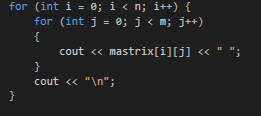 for (int i = 0; i < n; i++) {
    for (int j = 0; j < m; j++)
    {
        cout << mastrix[i][j] << " ";
    }
    cout << "\n";
}